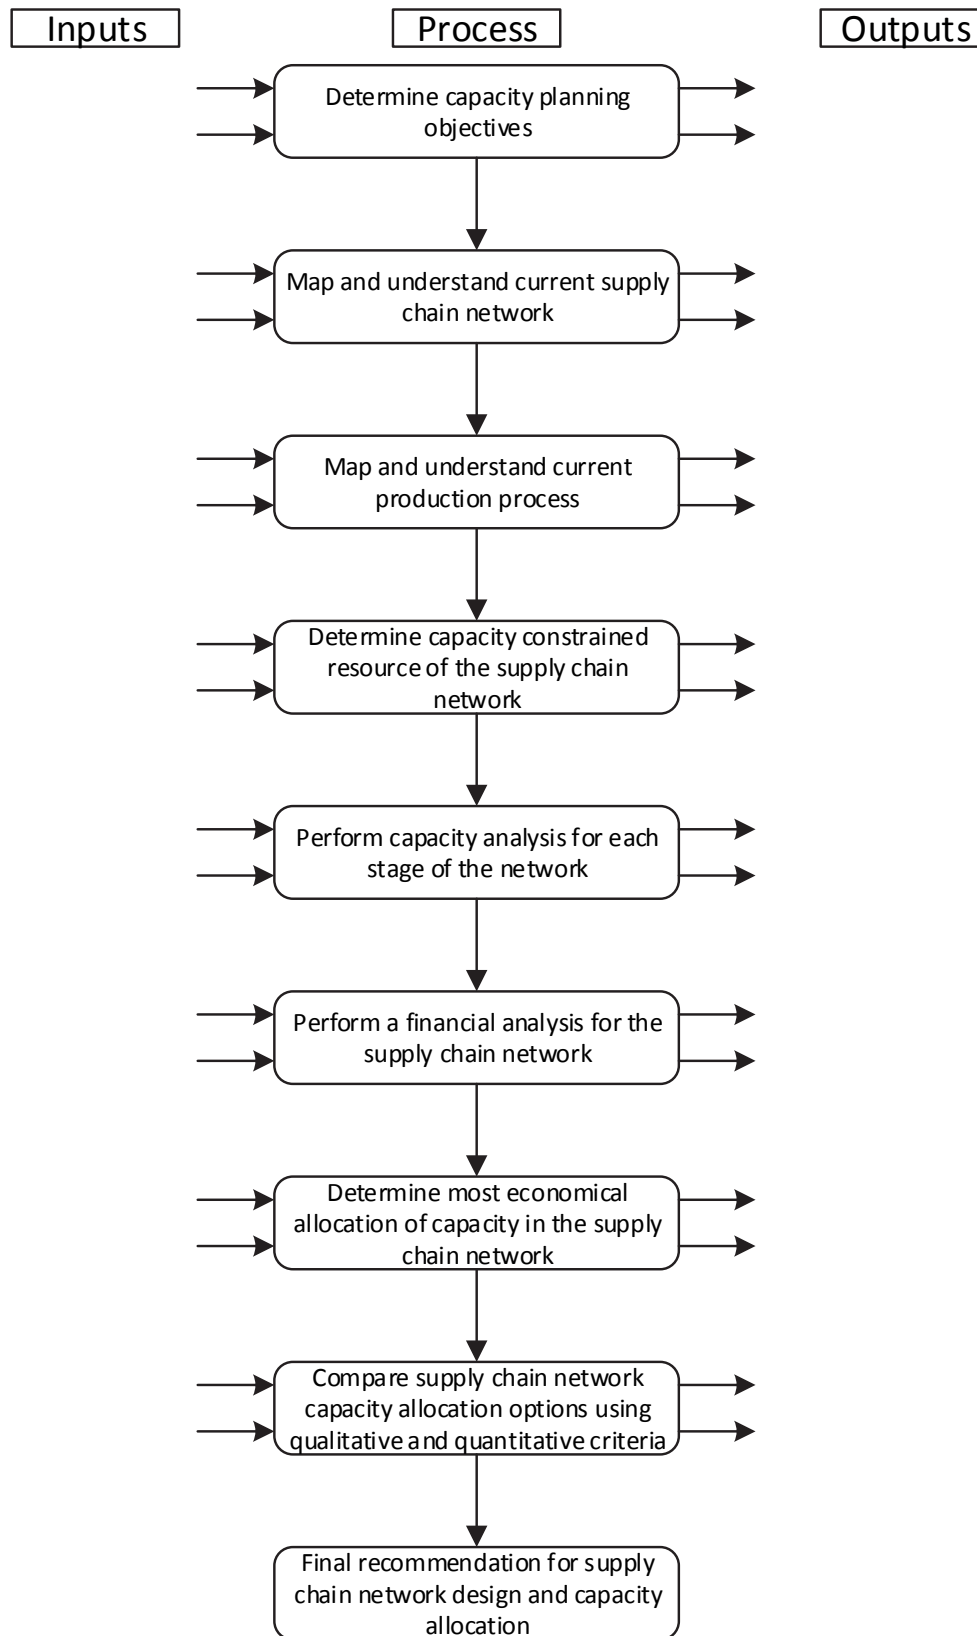 Inputs
Process
Outputs
Determine capacity planning
objectives
Map and understand current supply
chain network
Map and understand current
production process
Determine capacity constrained
resource of the supply chain
network
Perform capacity analysis for each
stage of the network
Perform a financial analysis for the
supply chain network
Determine most economical
allocation of capacity in the supply
chain network
Compare supply chain network
capacity allocation options using
qualitative and quantitative criteria
Final recommendation for supply
chain network design and capacity
allocation